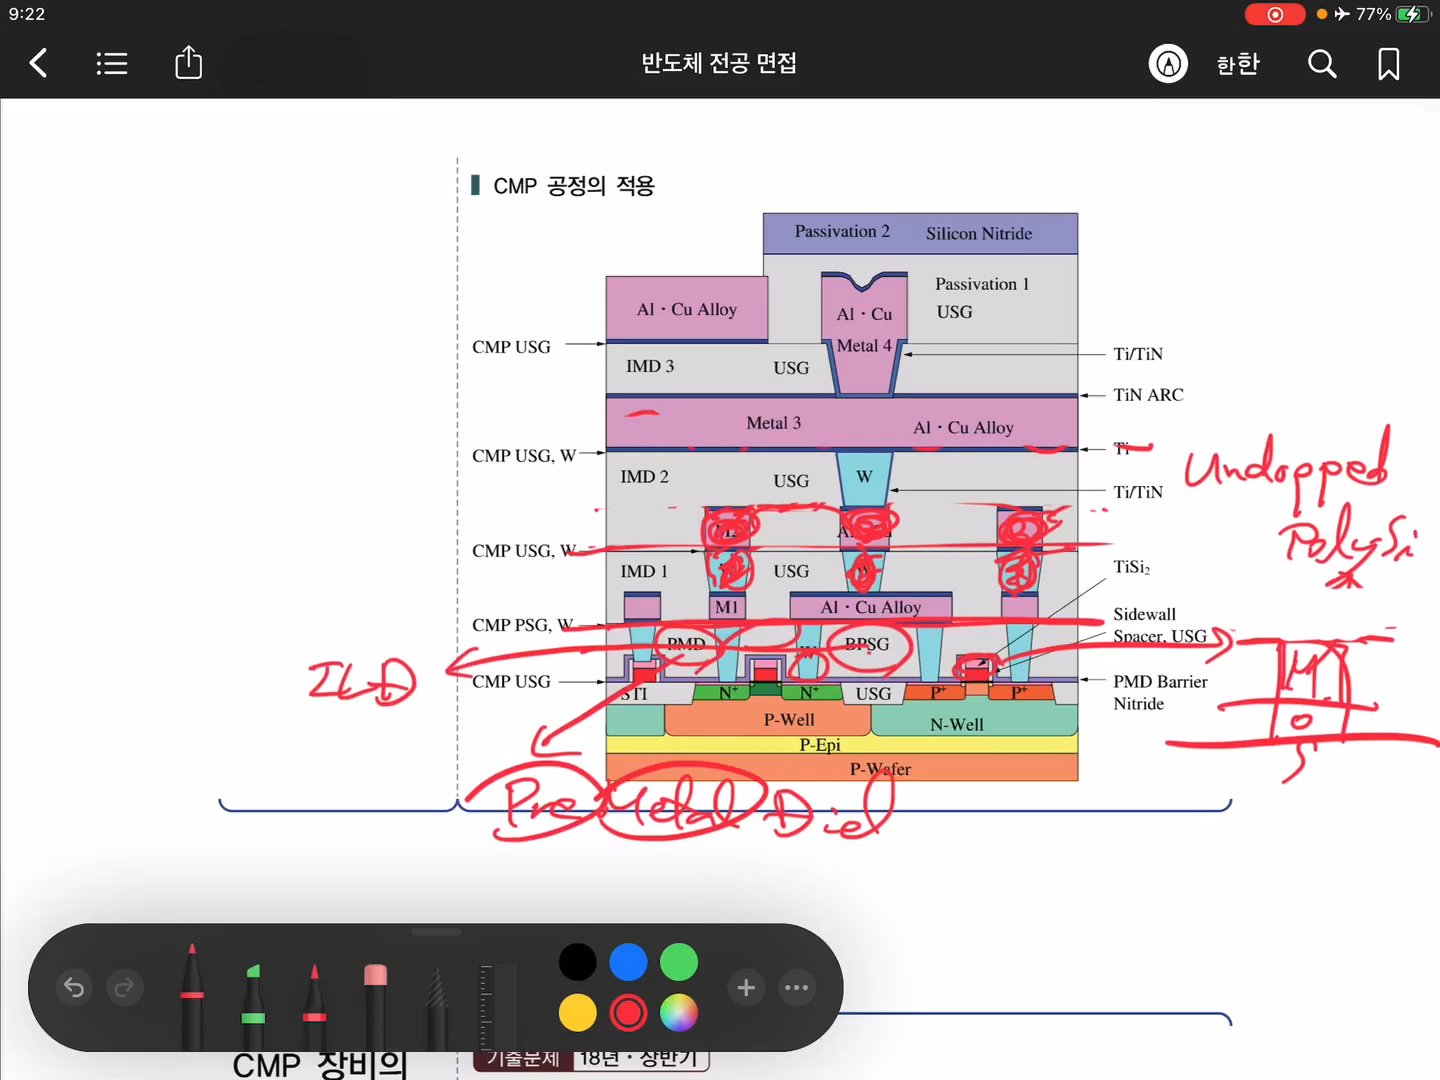 9:22
77%
반도체 전공 면접
한한
CMP 공정의 적용
Passivation 2 Silicon Nitride
Passivation 1
USG
Al・Cu Alloy
Al・Cu
Metal 4
CMP USG
IMD 3
USG
Ti/TiN
TiN ARC
Metal 3
Al・Cu Alloy
CMP USG, W
Ti
IMD 2
USG
W
Ti/TiN
Undopped
Poly-Si
M2
CMP USG, W
IMD 1
USG
W
TiSi₂
M1
Al・Cu Alloy
CMP PSG, W
Sidewall
Spacer, USG
PMD
W
BPSG
ILD
CMP USG
STI
N⁺
N⁺
USG
P⁺
P⁺
PMD Barrier
Nitride
M
O
S
P-Well
N-Well
P-Epi
P-Wafer
Pre Metal Diel
CMP 장비의
기출문제 18년・상반기